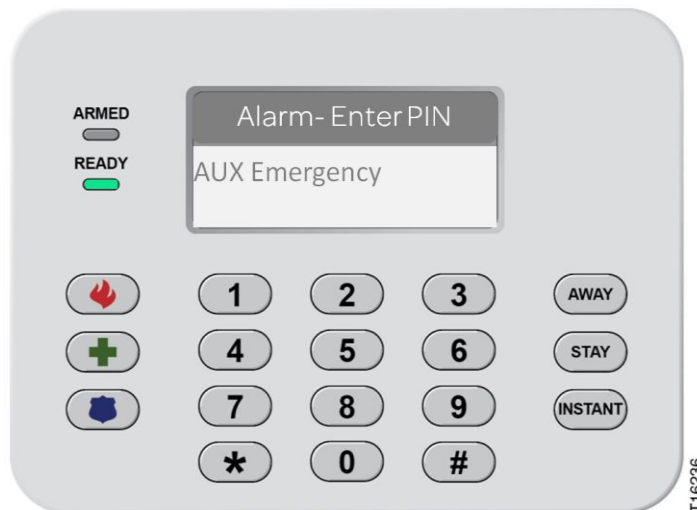 ARMED
READY
Alarm- Enter PIN
AUX Emergency
1 2 3 AWAY
4 5 6 STAY
7 8 9 INSTANT
* 0 #
T16236